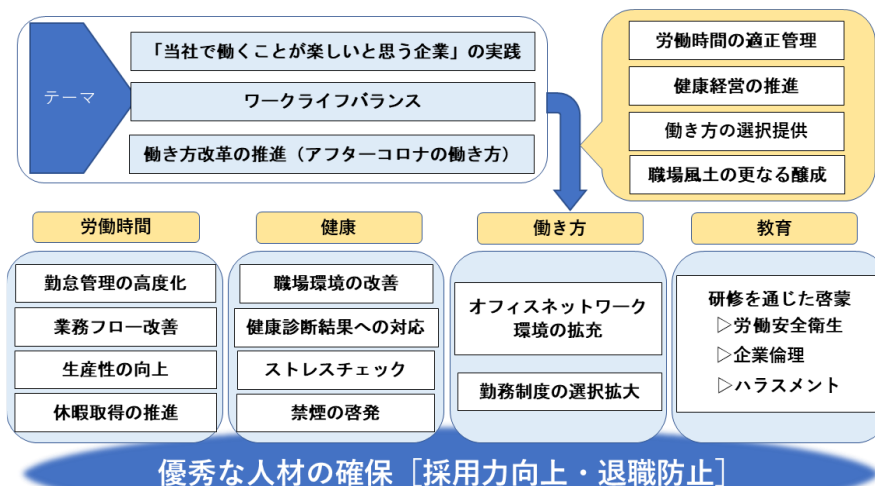 テーマ
「当社で働くことが楽しいと思う企業」の実践
ワークライフバランス
働き方改革の推進（アフターコロナの働き方）
労働時間の適正管理
健康経営の推進
働き方の選択提供
職場風土の更なる醸成
労働時間
勤怠管理の高度化
業務フロー改善
生産性の向上
休暇取得の推進
健康
職場環境の改善
健康診断結果への対応
ストレスチェック
禁煙の啓発
働き方
オフィスネットワーク
環境の拡充
勤務制度の選択拡大
教育
研修を通じた啓蒙
▷労働安全衛生
▷企業倫理
▷ハラスメント
優秀な人材の確保［採用力向上・退職防止］